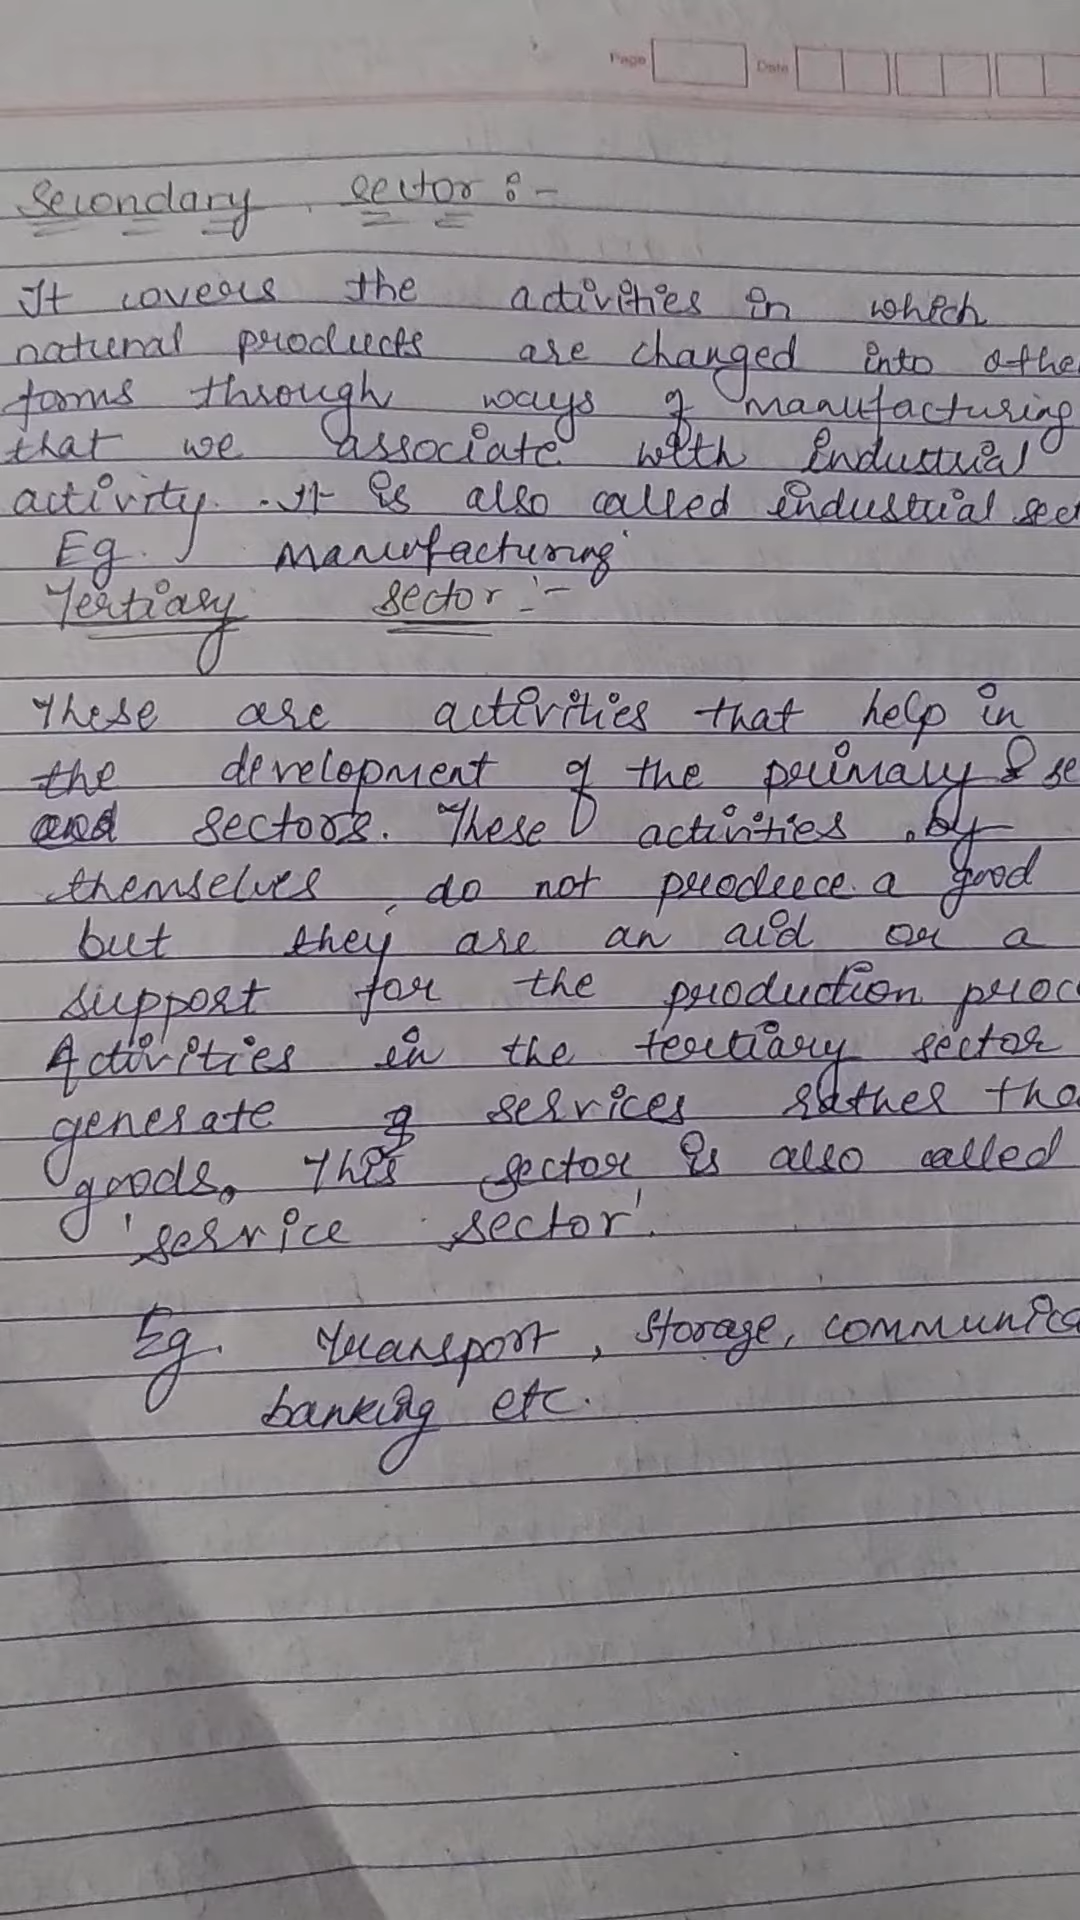 Page Date
Secondary sector :-
It covers the activities in which
natural products are changed into othe
forms through ways of manufacturing
that we associate with industrial
activity. It is also called industrial sect
Eg. Manufacturing
Tertiary sector :-
These are activities that help in
the development of the primary & se
and sectors. These activities by
themselves do not produce a good
but they are an aid or a
support for the production proc
Activities in the tertiary sector
generate g services rather tha
goods. This sector is also called
'service sector'.
Eg. Transport, storage, communica
banking etc.